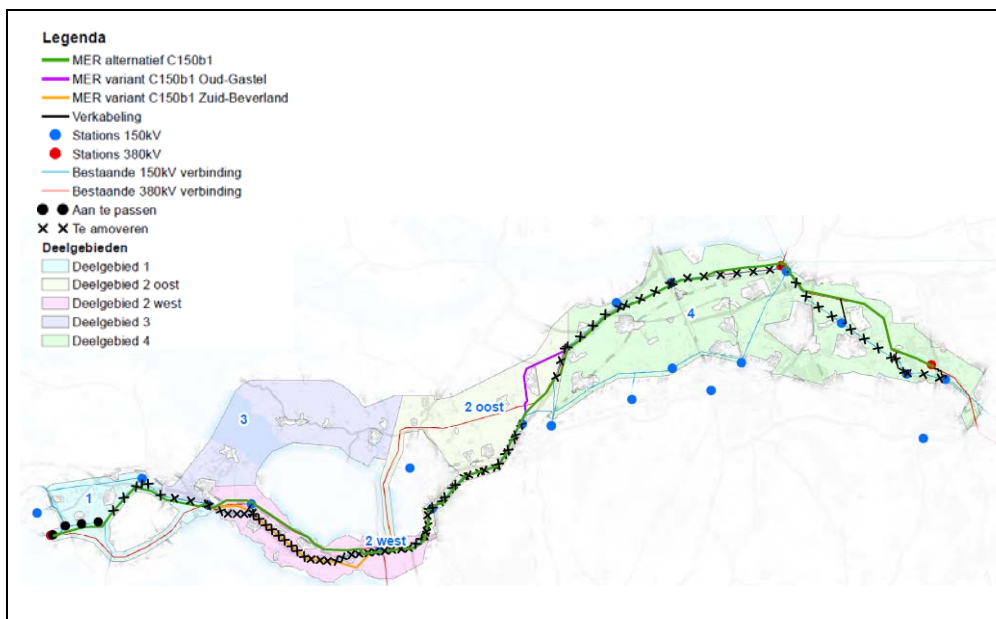 Legenda
MER alternatief C150b1
MER variant C150b1 Oud-Gastel
MER variant C150b1 Zuid-Beverland
Verkabeling
Stations 150kV
Stations 380kV
Bestaande 150kV verbinding
Bestaande 380kV verbinding
Aan te passen
Te amoveren
Deelgebieden
Deelgebied 1
Deelgebied 2 oost
Deelgebied 2 west
Deelgebied 3
Deelgebied 4
4
2 oost
3
1
2 west